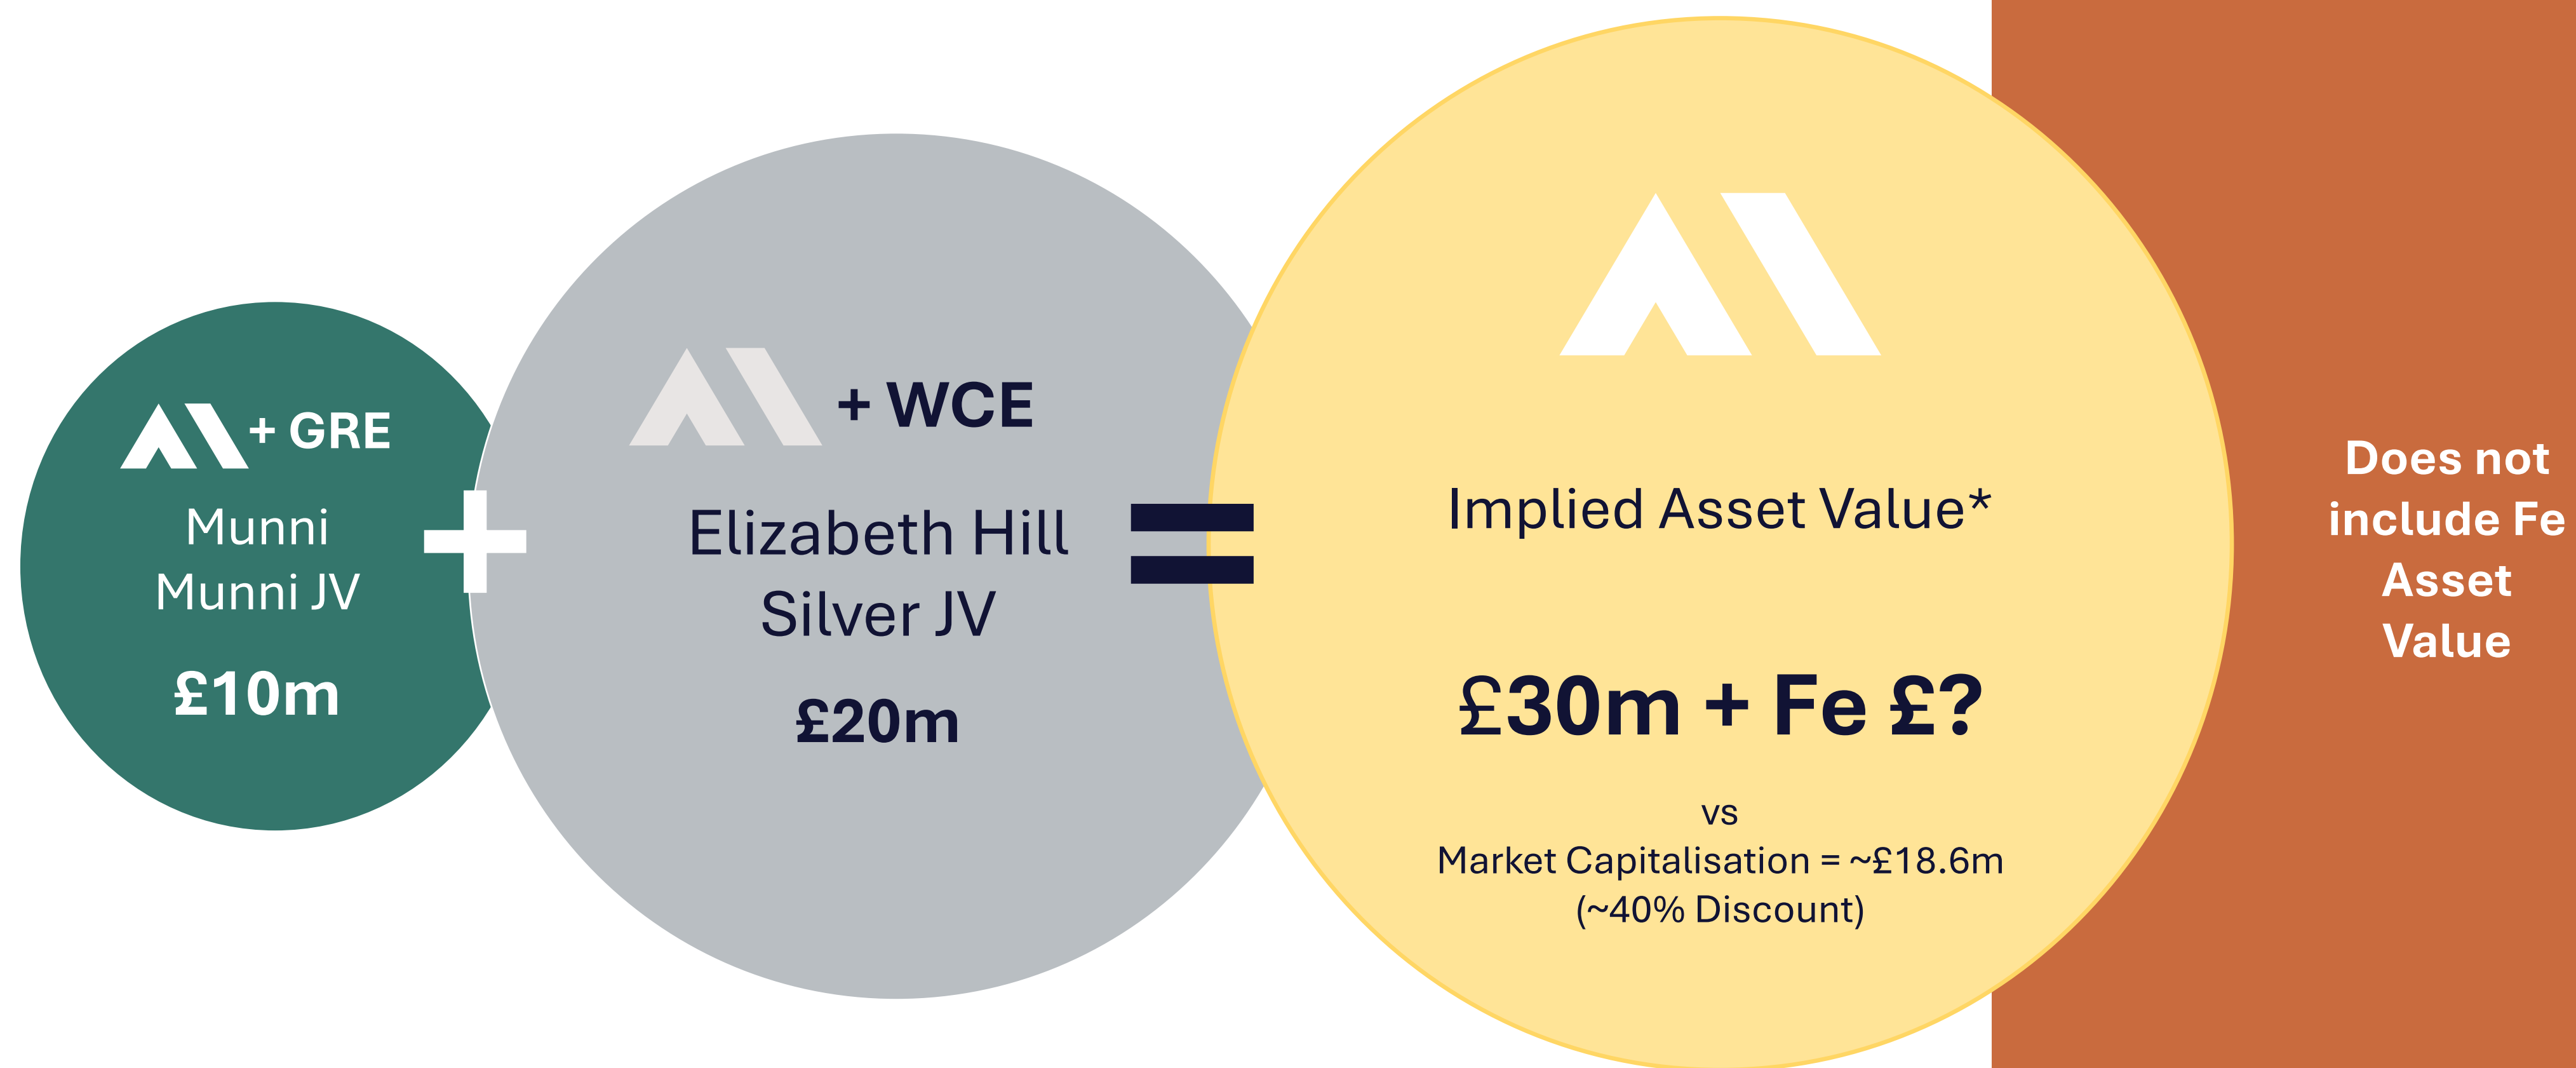 + GRE
Munni
Munni JV
£10m
+
+ WCE
Elizabeth Hill
Silver JV
£20m
=
Implied Asset Value*
£30m + Fe £?
vs
Market Capitalisation = ~£18.6m
(~40% Discount)
Does not
include Fe
Asset
Value